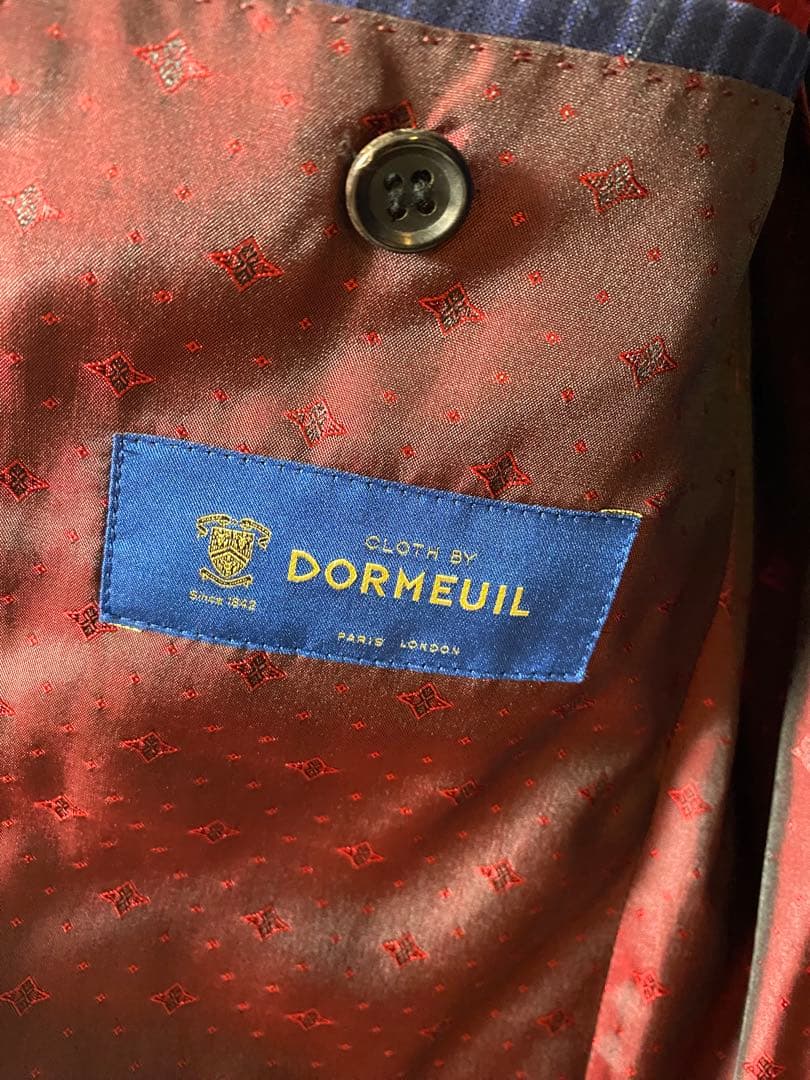 CLOTH BY
DORMEUIL
Since 1842
PARIS LONDON